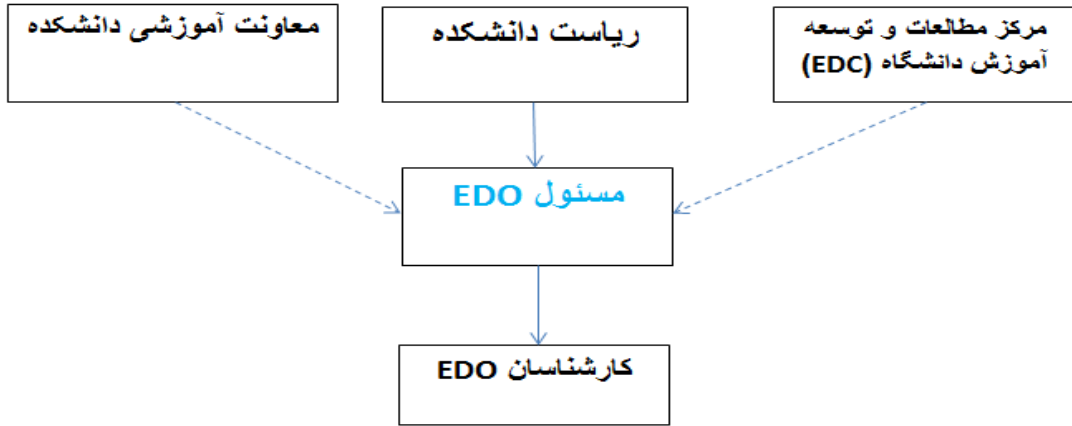 مرکز مطالعات و توسعه
آموزش دانشگاه (EDC)
ریاست دانشکده
معاونت آموزشی دانشکده
مسئول EDO
کارشناسان EDO